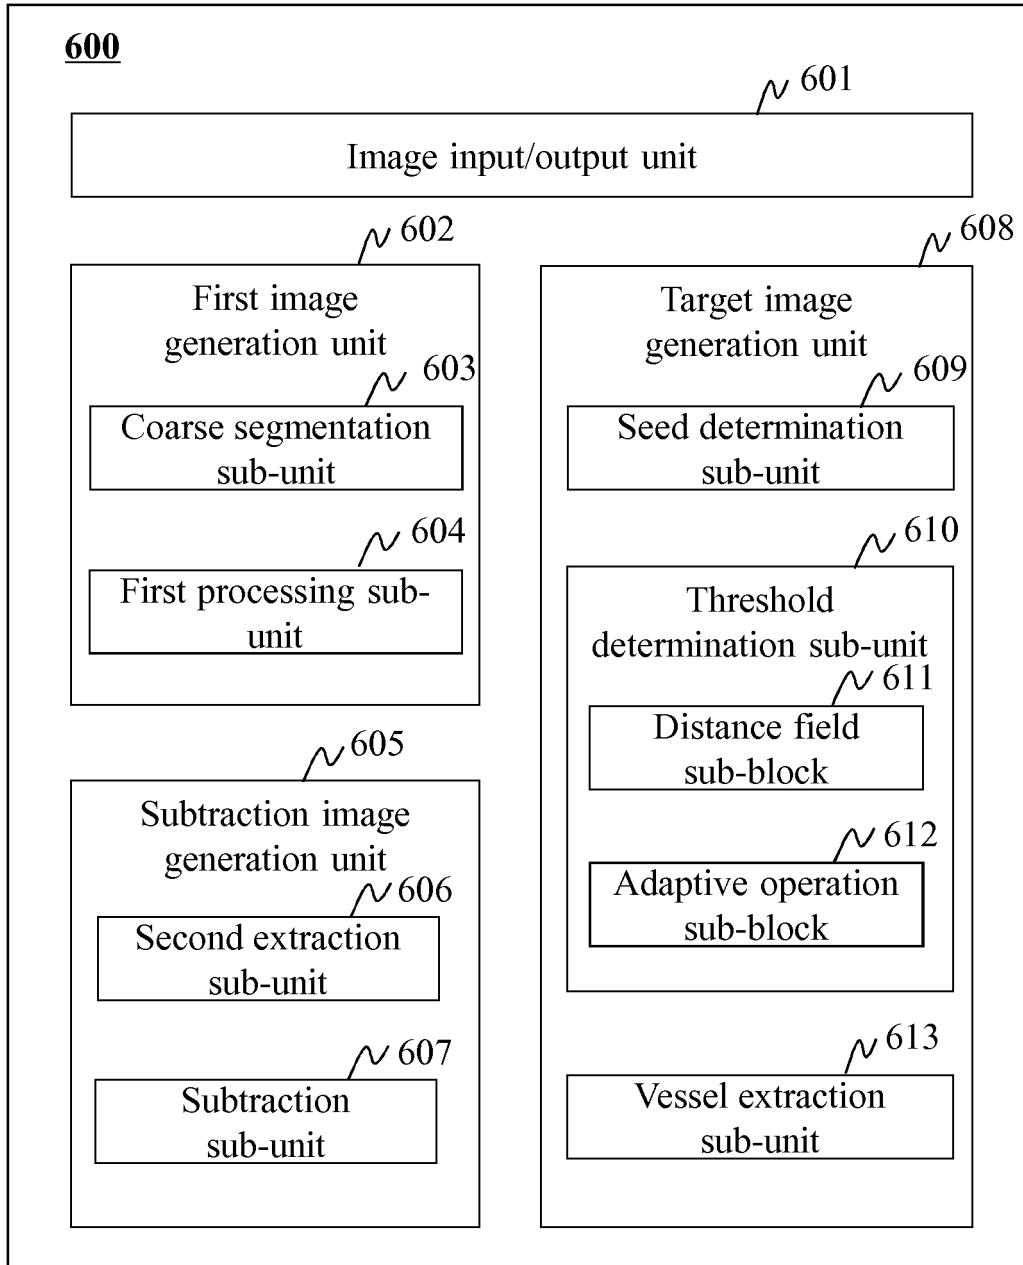 600
601
Image input/output unit
602
First image
generation unit
603
Coarse segmentation
sub-unit
604
First processing sub-
unit
605
Subtraction image
generation unit
606
Second extraction
sub-unit
607
Subtraction
sub-unit
608
Target image
generation unit
609
Seed determination
sub-unit
610
Threshold
determination sub-unit
611
Distance field
sub-block
612
Adaptive operation
sub-block
613
Vessel extraction
sub-unit